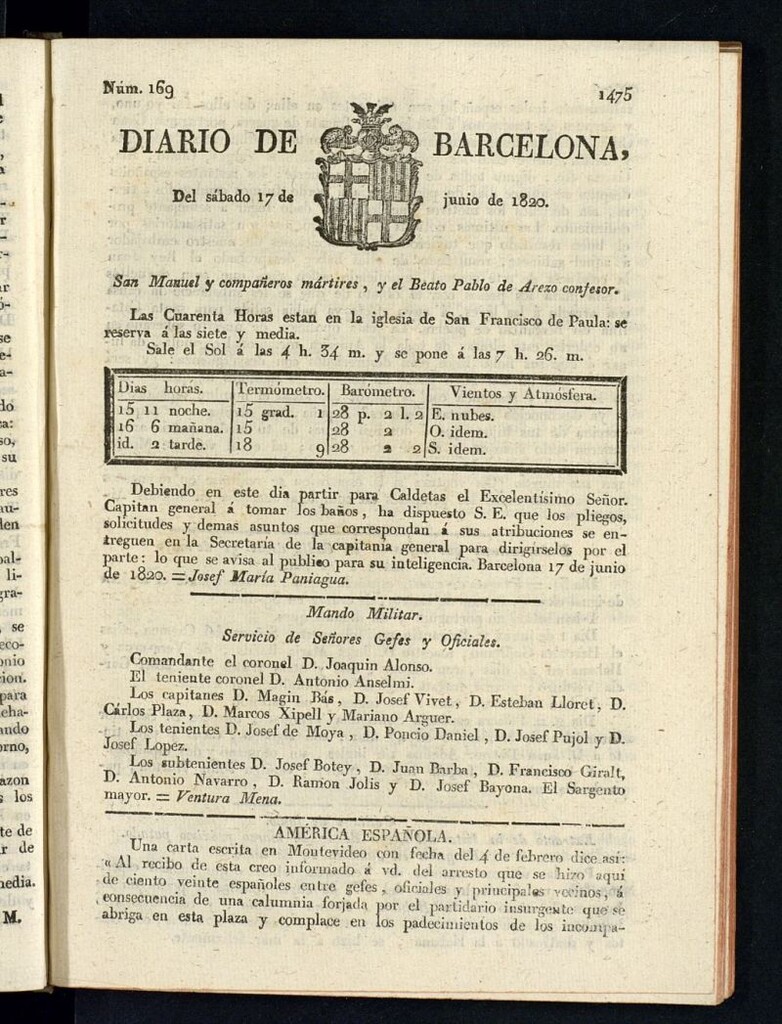 Núm. 169
1475
DIARIO DE BARCELONA,
Del sábado 17 de junio de 1820.
San Manuel y compañeros mártires, y el Beato Pablo de Arezo confesor.
Las Cuarenta Horas estan en la iglesia de San Francisco de Paula: se
reserva á las siete y media.
Sale el Sol á las 4 h. 34 m. y se pone á las 7 h. 26. m.
Dias horas. Termómetro. Barómetro. Vientos y Atmósfera.
15 11 noche. 15 grad. 1 28 p. 2 l. 2 E. nubes.
16 6 mañana. 15 28 2 O. idem.
id. 2 tarde. 18 9 28 2 2 S. idem.
Debiendo en este dia partir para Caldetas el Excelentísimo Señor.
Capitan general á tomar los baños, ha dispuesto S. E. que los pliegos,
solicitudes y demas asuntos que correspondan á sus atribuciones se en-
treguen en la Secretaría de la capitania general para dirigirselos por el
parte: lo que se avisa al publico para su inteligencia. Barcelona 17 de junio
de 1820. = Josef María Paniagua.
Mando Militar.
Servicio de Señores Gefes y Oficiales.
Comandante el coronel D. Joaquin Alonso.
El teniente coronel D. Antonio Anselmi.
Los capitanes D. Magin Bás, D. Josef Vivet, D. Esteban Lloret, D.
Cárlos Plaza, D. Marcos Xipell y Mariano Arguer.
Los tenientes D. Josef de Moya, D. Poncio Daniel, D. Josef Pujol y D.
Josef Lopez.
Los subtenientes D. Josef Botey, D. Juan Barba, D. Francisco Giralt,
D. Antonio Navarro, D. Ramon Jolis y D. Josef Bayona. El Sargento
mayor. = Ventura Mena.
AMÉRICA ESPAÑOLA.
Una carta escrita en Montevideo con fecha del 4 de febrero dice asi:
« Al recibo de esta creo informado á vd. del arresto que se hizo aqui
de ciento veinte españoles entre gefes, oficiales y principales vecinos, á
consecuencia de una calumnia forjada por el partidario insurgente que se
abriga en esta plaza y complace en los padecimientos de los incompa-